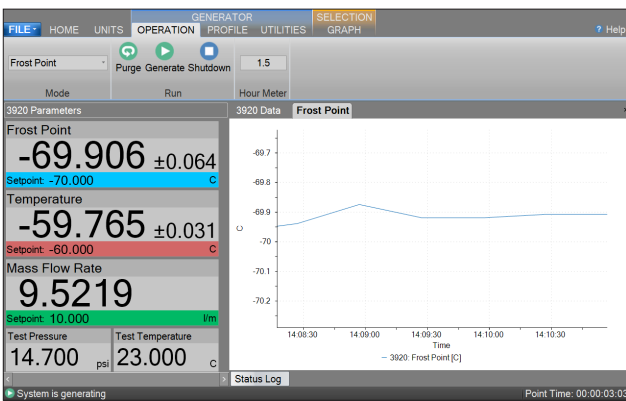 GENERATOR SELECTION
FILE HOME UNITS OPERATION PROFILE UTILITIES GRAPH ? Help
Frost Point
Purge Generate Shutdown
1.5
Mode Run Hour Meter
3920 Parameters
3920 Data Frost Point
Frost Point
-69.906 ±0.064
Setpoint: -70.000 C
Temperature
-59.765 ±0.031
Setpoint: -60.000 C
Mass Flow Rate
9.5219
Setpoint: 10.000 l/m
Test Pressure
14.700 psi
Test Temperature
23.000 C
-69.7
-69.8
-69.9
-70
-70.1
-70.2
C
14:08:30 14:09:00 14:09:30 14:10:00 14:10:30
Time
3920: Frost Point [C]
Status Log
System is generating
Point Time: 00:00:03:03